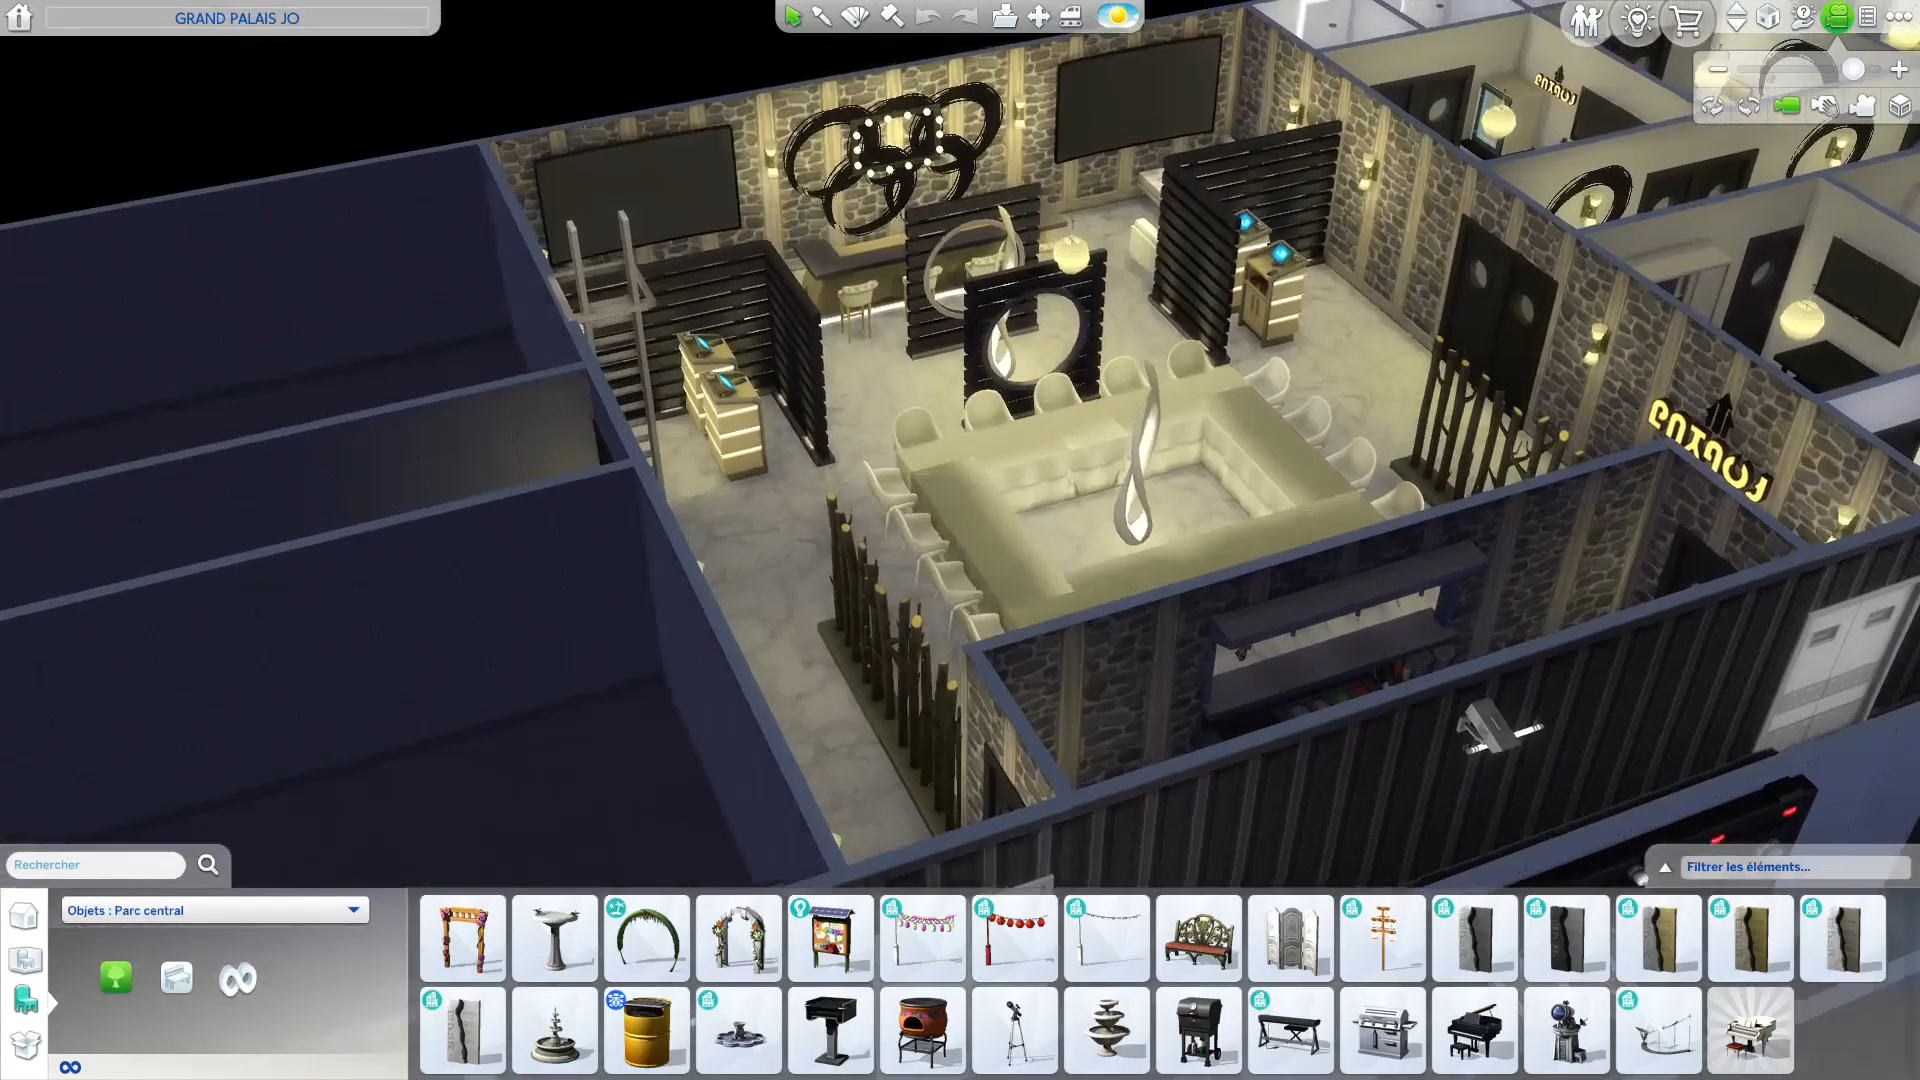 GRAND PALAIS JO
Rechercher
Filtrer les éléments...
Objets : Parc central